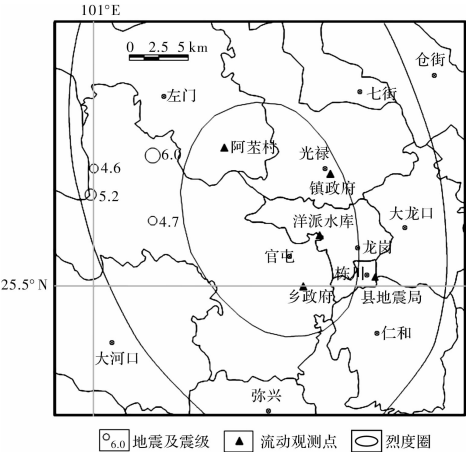 101°E
0 2.5 5 km
仓街
左门
七街
6.0
阿莖村
光禄
4.6
镇政府
5.2
洋派水库
大龙口
4.7
官屯
龙岗
栋川
25.5°N
乡政府
县地震局
仁和
大河口
弥兴
6.0 地震及震级
流动观测点
烈度圈